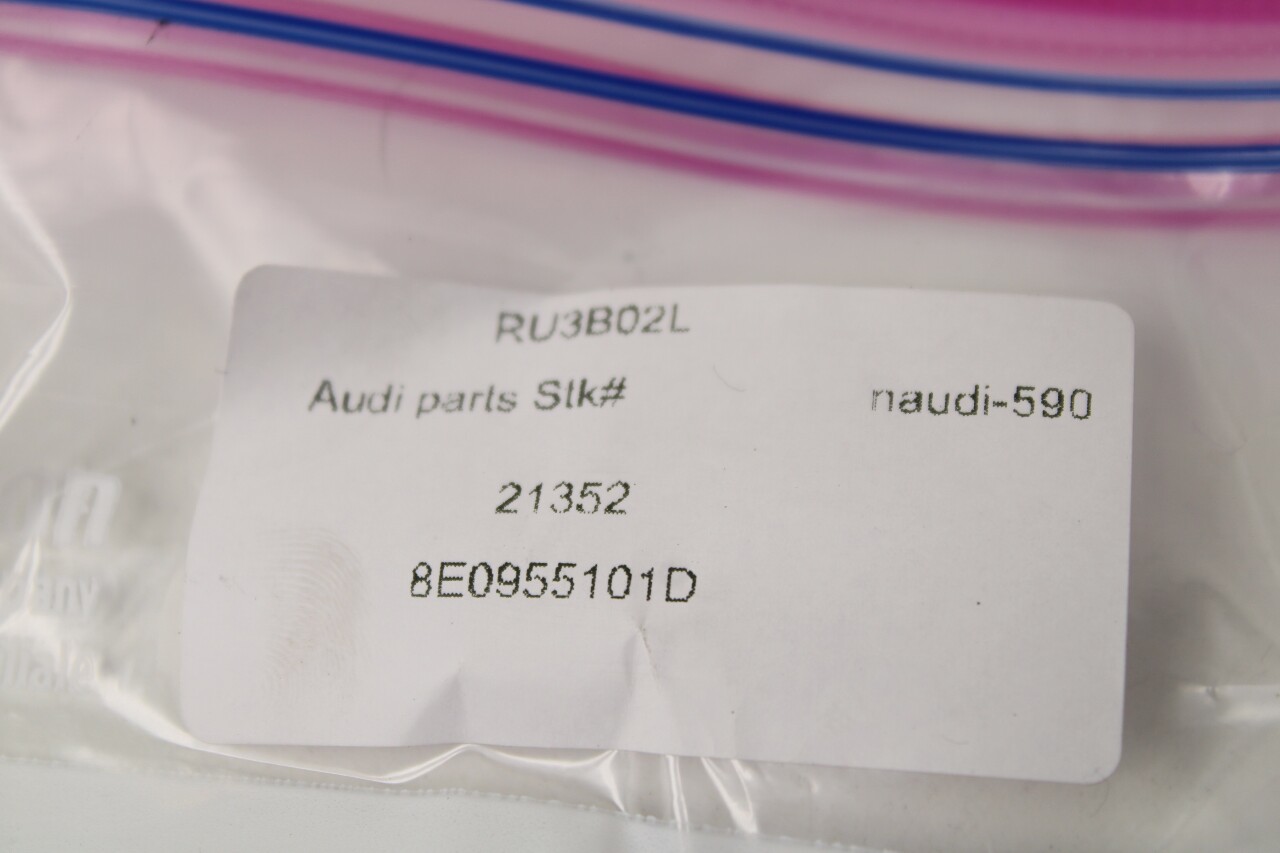 RU3B02L
Audi parts Stk# naudi-590
21352
8E0955101D